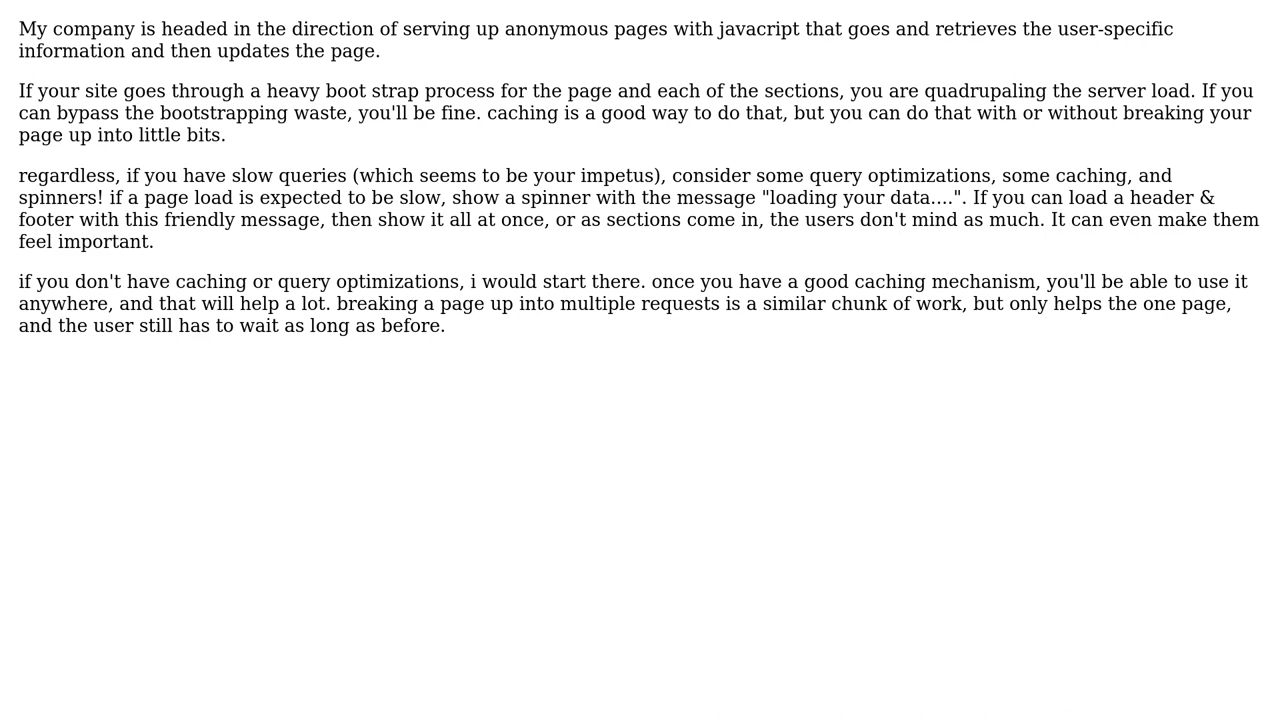 My company is headed in the direction of serving up anonymous pages with javacript that goes and retrieves the user-specific
information and then updates the page.
If your site goes through a heavy boot strap process for the page and each of the sections, you are quadrupaling the server load. If you
can bypass the bootstrapping waste, you'll be fine. caching is a good way to do that, but you can do that with or without breaking your
page up into little bits.
regardless, if you have slow queries (which seems to be your impetus), consider some query optimizations, some caching, and
spinners! if a page load is expected to be slow, show a spinner with the message "loading your data....". If you can load a header &
footer with this friendly message, then show it all at once, or as sections come in, the users don't mind as much. It can even make them
feel important.
if you don't have caching or query optimizations, i would start there. once you have a good caching mechanism, you'll be able to use it
anywhere, and that will help a lot. breaking a page up into multiple requests is a similar chunk of work, but only helps the one page,
and the user still has to wait as long as before.